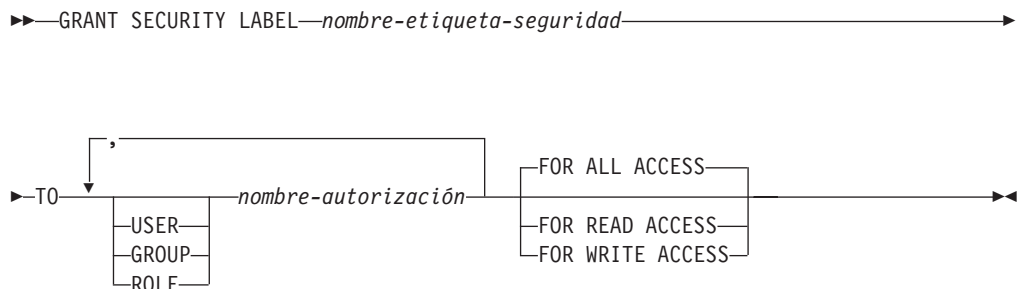 GRANT SECURITY LABEL nombre-etiqueta-seguridad
,
TO
USER
GROUP
ROLE
nombre-autorización
FOR ALL ACCESS
FOR READ ACCESS
FOR WRITE ACCESS